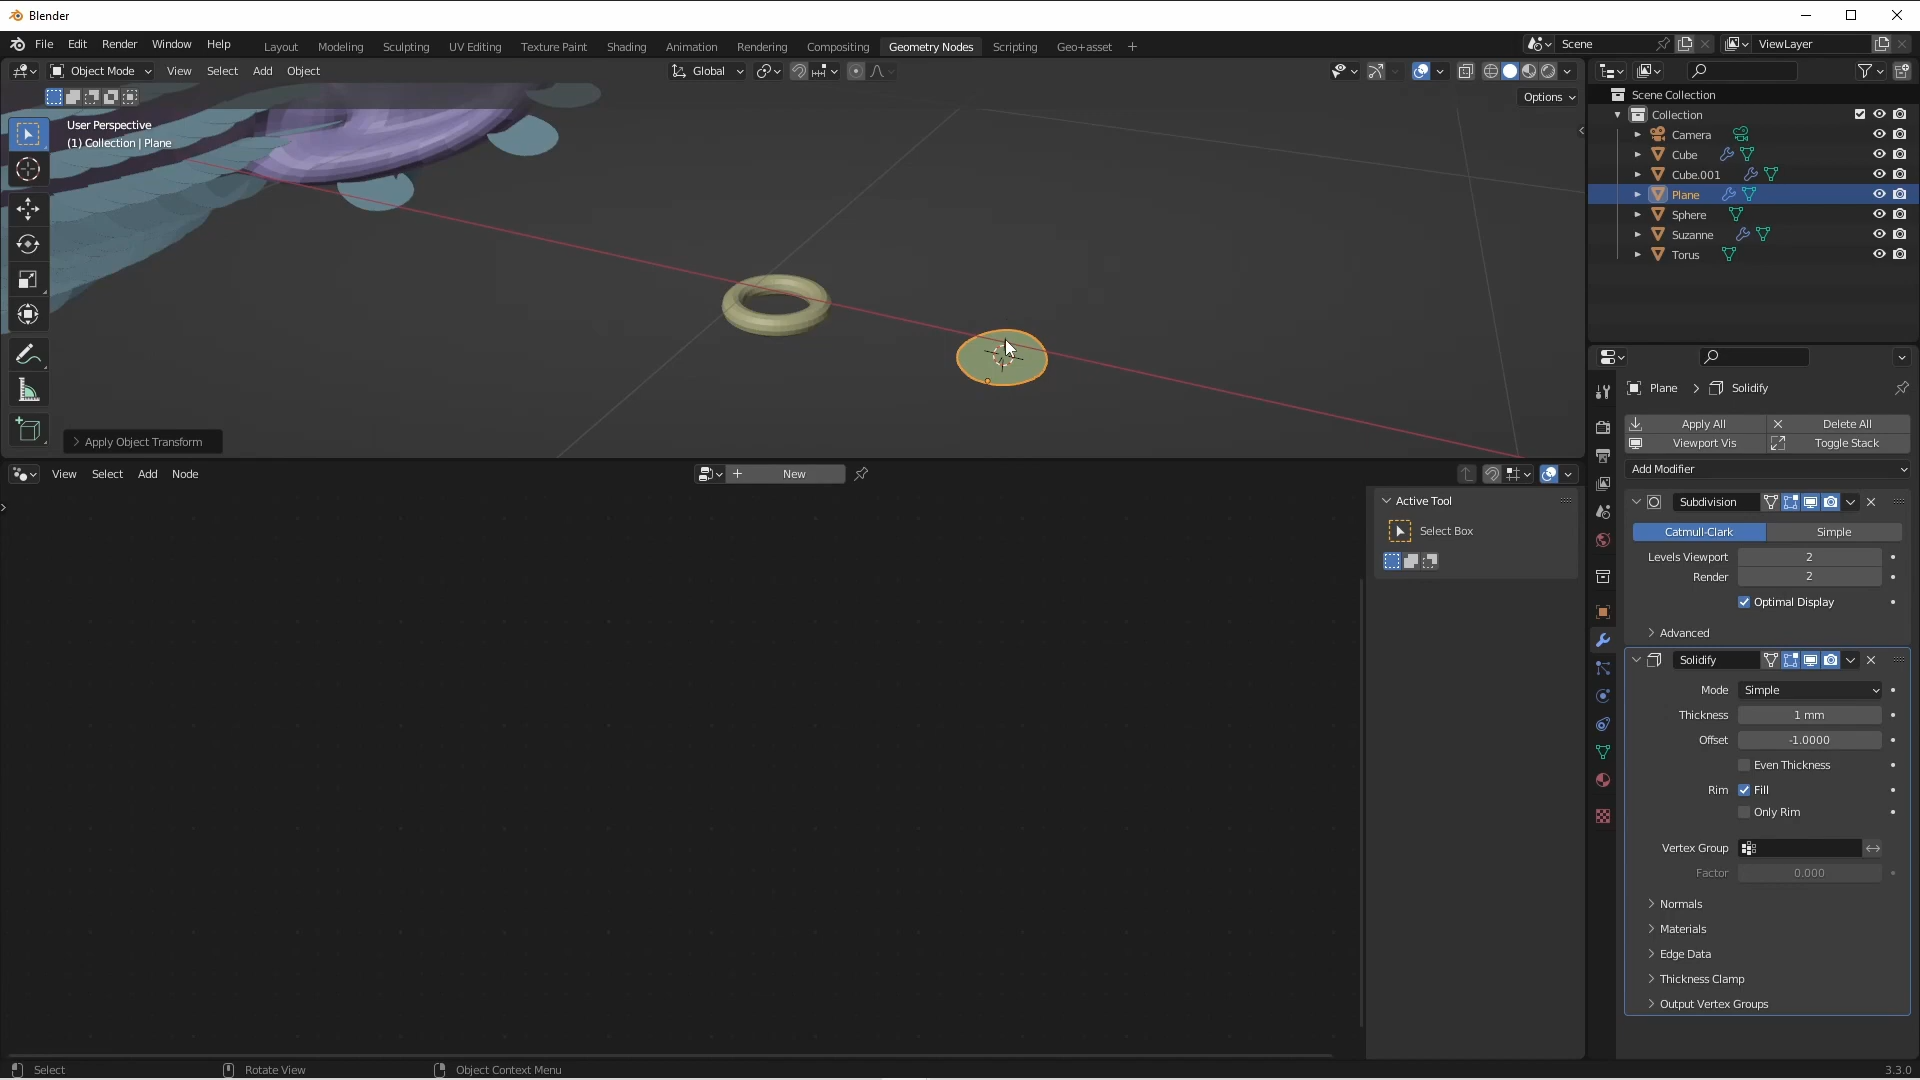 Blender
File Edit Render Window Help
Layout Modeling Sculpting UV Editing Texture Paint Shading Animation Rendering Compositing Geometry Nodes Scripting Geo+asset +
Scene
ViewLayer
Object Mode View Select Add Object
Global
Options
User Perspective
(1) Collection | Plane
Apply Object Transform
Scene Collection
Collection
Camera
Cube
Cube.001
Plane
Sphere
Suzanne
Torus
View Select Add Node
New
Active Tool
Select Box
Plane > Solidify
Apply All
Delete All
Viewport Vis
Toggle Stack
Add Modifier
Subdivision
Catmull-Clark
Simple
Levels Viewport 2
Render 2
Optimal Display
Advanced
Solidify
Mode Simple
Thickness 1 mm
Offset -1.0000
Even Thickness
Rim Fill
Only Rim
Vertex Group
Factor 0.000
Normals
Materials
Edge Data
Thickness Clamp
Output Vertex Groups
Select
Rotate View
Object Context Menu
3.3.0